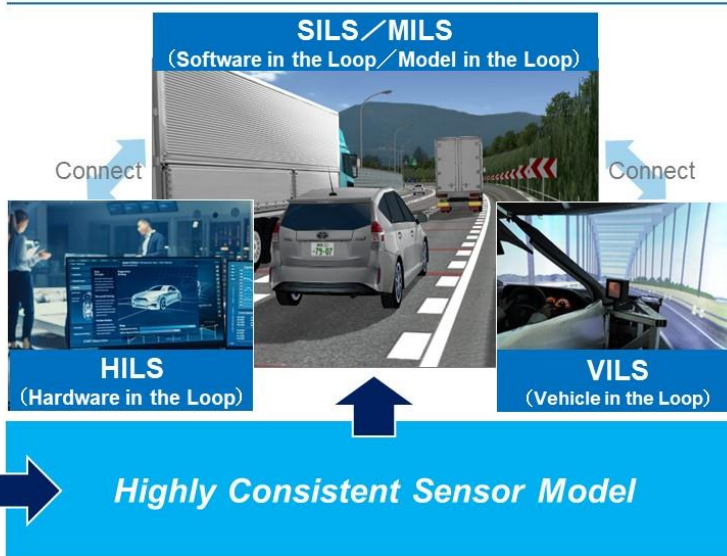 SILS／MILS
(Software in the Loop／Model in the Loop)
Connect
Connect
HILS
(Hardware in the Loop)
VILS
(Vehicle in the Loop)
Highly Consistent Sensor Model